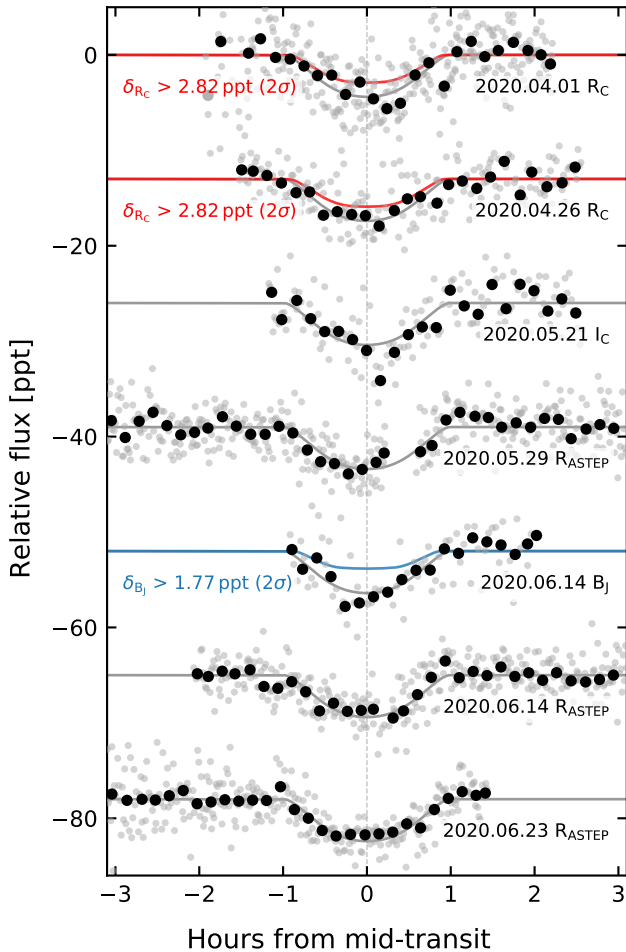 0
δ_R_C > 2.82 ppt (2σ)
2020.04.01 R_C
δ_R_C > 2.82 ppt (2σ)
2020.04.26 R_C
−20
2020.05.21 I_C
−40
2020.05.29 R_ASTEP
δ_B_J > 1.77 ppt (2σ)
2020.06.14 B_J
−60
2020.06.14 R_ASTEP
−80
2020.06.23 R_ASTEP
Relative flux [ppt]
−3 −2 −1 0 1 2 3
Hours from mid-transit